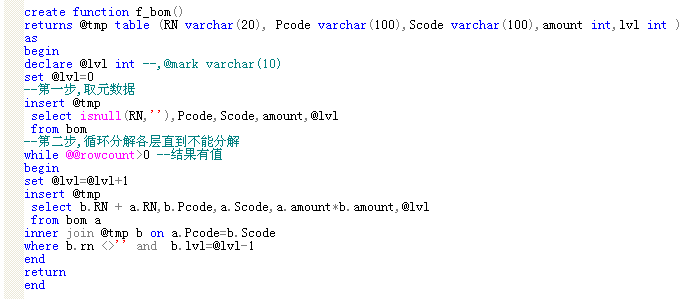 create function f_bom()
returns @tmp table (RN varchar(20), Pcode varchar(100),Scode varchar(100),amount int,lvl int )
as
begin
declare @lvl int --,@mark varchar(10)
set @lvl=0
--第一步,取元数据
insert @tmp
 select isnull(RN,''),Pcode,Scode,amount,@lvl
 from bom
--第二步,循环分解各层直到不能分解
while @@rowcount>0 --结果有值
begin
set @lvl=@lvl+1
insert @tmp
 select b.RN + a.RN,b.Pcode,a.Scode,a.amount*b.amount,@lvl
 from bom a
inner join @tmp b on a.Pcode=b.Scode
where b.rn <>'' and  b.lvl=@lvl-1
end
return
end